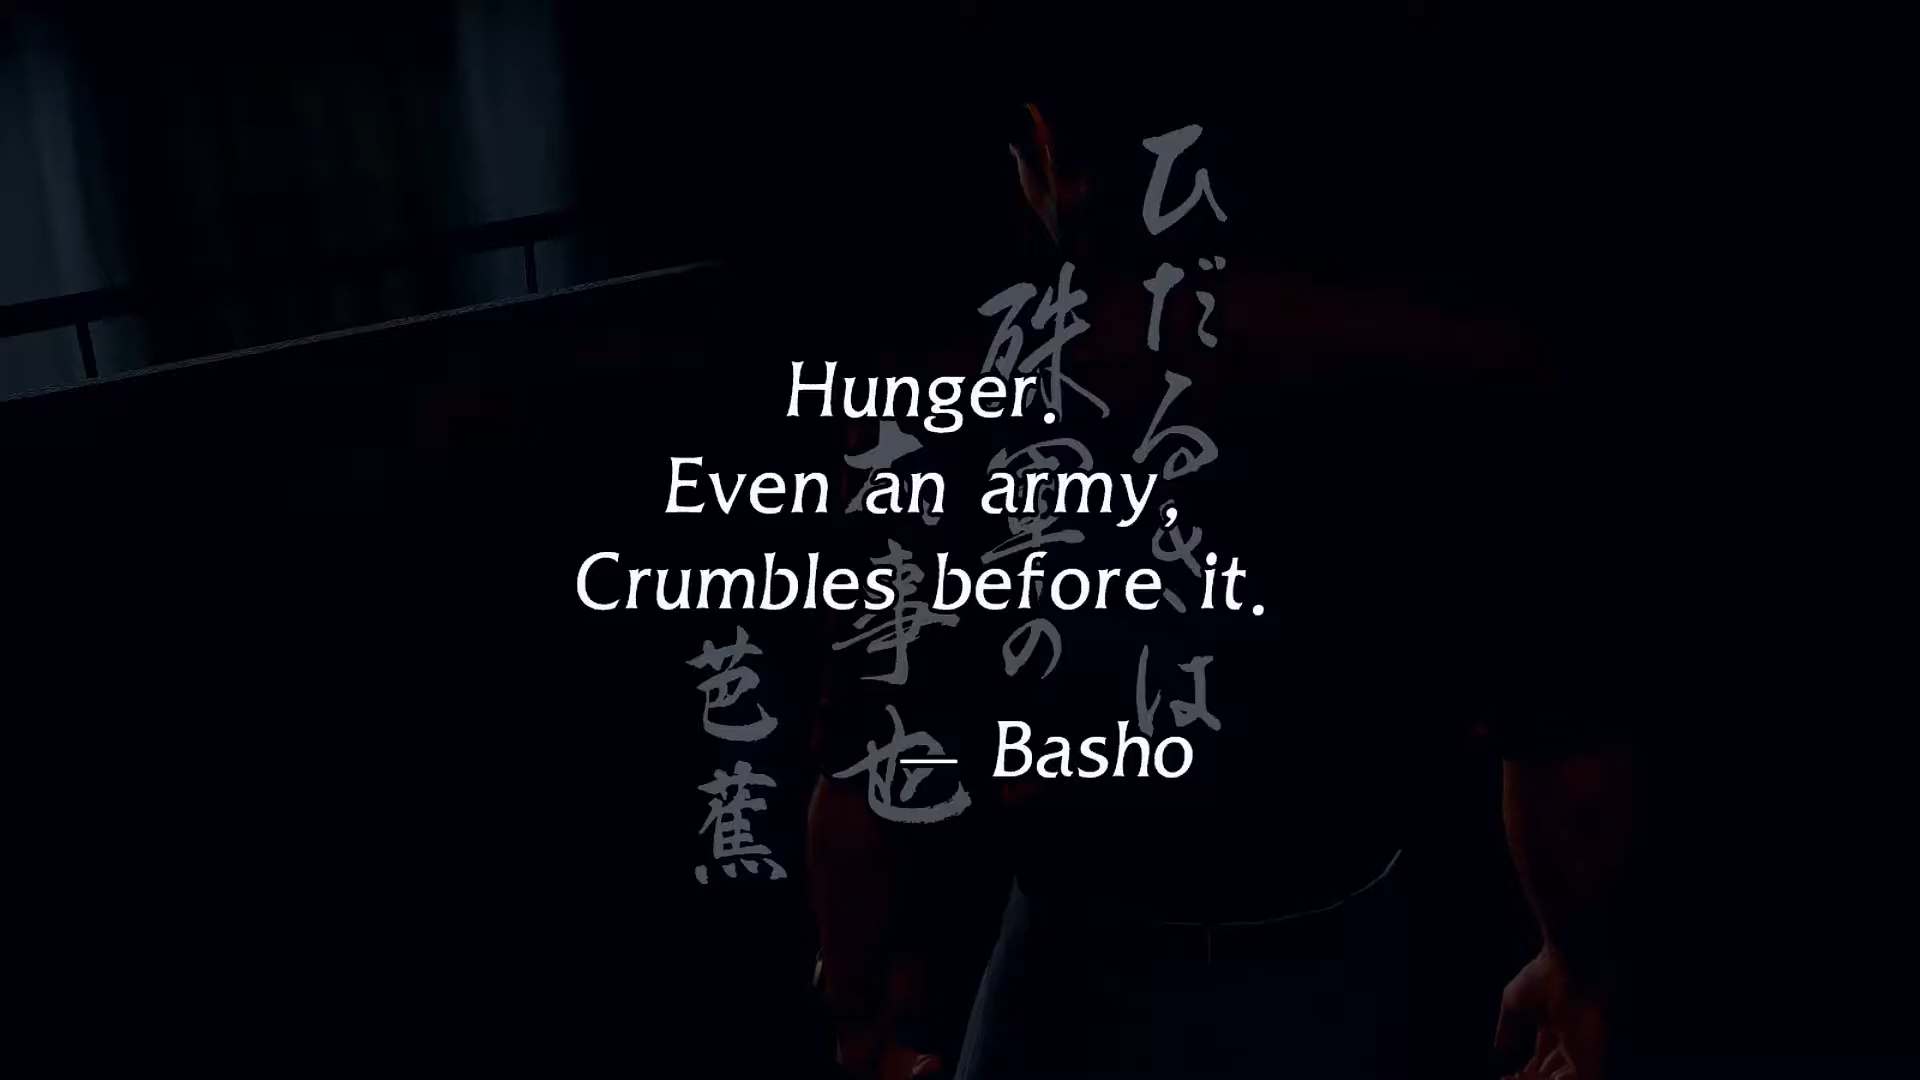 Hunger.
Even an army,
Crumbles before it.
— Basho
ひだるきは
殊軍の
大事也
芭蕉